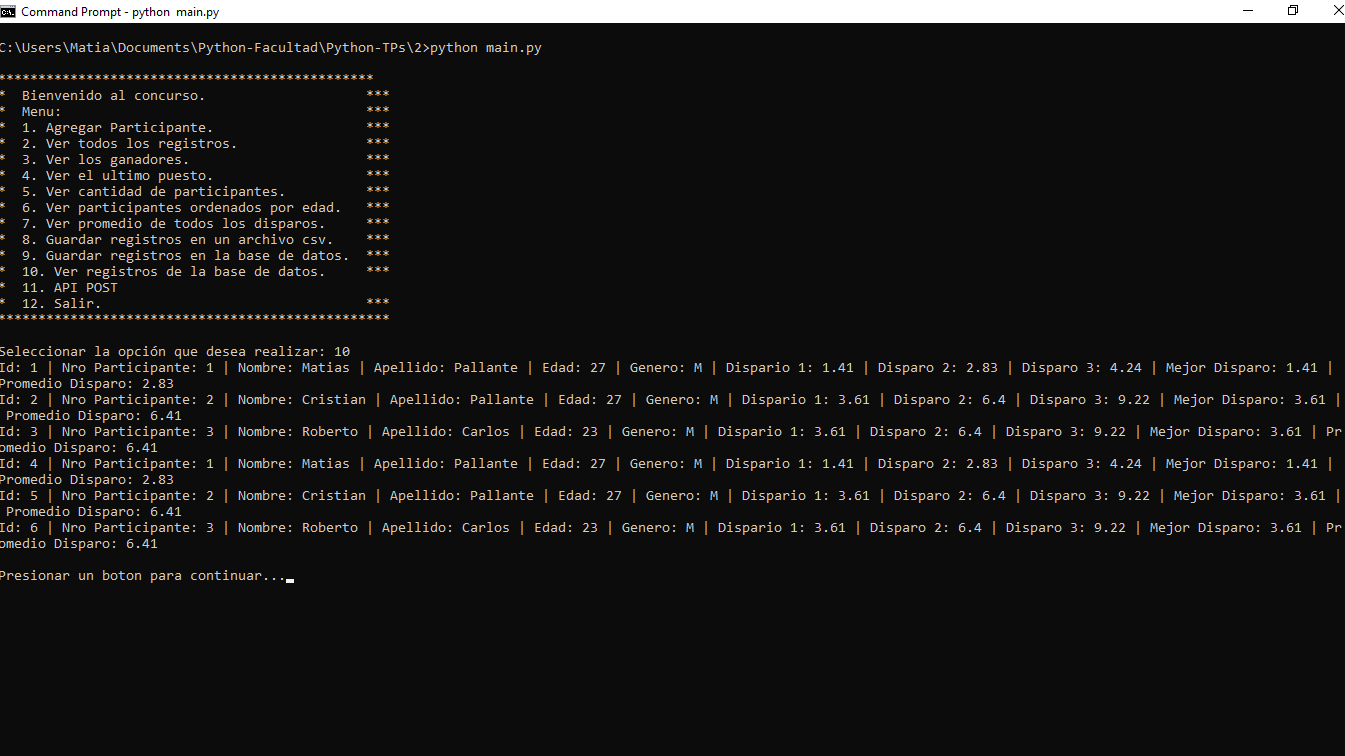 Command Prompt - python  main.py
C:\Users\Matia\Documents\Python-Facultad\Python-TPs\2>python main.py
***********************************************
*  Bienvenido al concurso.                    ***
*  Menu:                                      ***
*  1. Agregar Participante.                   ***
*  2. Ver todos los registros.                ***
*  3. Ver los ganadores.                      ***
*  4. Ver el ultimo puesto.                   ***
*  5. Ver cantidad de participantes.          ***
*  6. Ver participantes ordenados por edad.   ***
*  7. Ver promedio de todos los disparos.     ***
*  8. Guardar registros en un archivo csv.    ***
*  9. Guardar registros en la base de datos.  ***
*  10. Ver registros de la base de datos.     ***
*  11. API POST
*  12. Salir.                                 ***
*************************************************
Seleccionar la opción que desea realizar: 10
Id: 1 | Nro Participante: 1 | Nombre: Matias | Apellido: Pallante | Edad: 27 | Genero: M | Dispario 1: 1.41 | Disparo 2: 2.83 | Disparo 3: 4.24 | Mejor Disparo: 1.41 |
Promedio Disparo: 2.83
Id: 2 | Nro Participante: 2 | Nombre: Cristian | Apellido: Pallante | Edad: 27 | Genero: M | Dispario 1: 3.61 | Disparo 2: 6.4 | Disparo 3: 9.22 | Mejor Disparo: 3.61 |
 Promedio Disparo: 6.41
Id: 3 | Nro Participante: 3 | Nombre: Roberto | Apellido: Carlos | Edad: 23 | Genero: M | Dispario 1: 3.61 | Disparo 2: 6.4 | Disparo 3: 9.22 | Mejor Disparo: 3.61 | Pr
omedio Disparo: 6.41
Id: 4 | Nro Participante: 1 | Nombre: Matias | Apellido: Pallante | Edad: 27 | Genero: M | Dispario 1: 1.41 | Disparo 2: 2.83 | Disparo 3: 4.24 | Mejor Disparo: 1.41 |
Promedio Disparo: 2.83
Id: 5 | Nro Participante: 2 | Nombre: Cristian | Apellido: Pallante | Edad: 27 | Genero: M | Dispario 1: 3.61 | Disparo 2: 6.4 | Disparo 3: 9.22 | Mejor Disparo: 3.61 |
 Promedio Disparo: 6.41
Id: 6 | Nro Participante: 3 | Nombre: Roberto | Apellido: Carlos | Edad: 23 | Genero: M | Dispario 1: 3.61 | Disparo 2: 6.4 | Disparo 3: 9.22 | Mejor Disparo: 3.61 | Pr
omedio Disparo: 6.41
Presionar un boton para continuar...